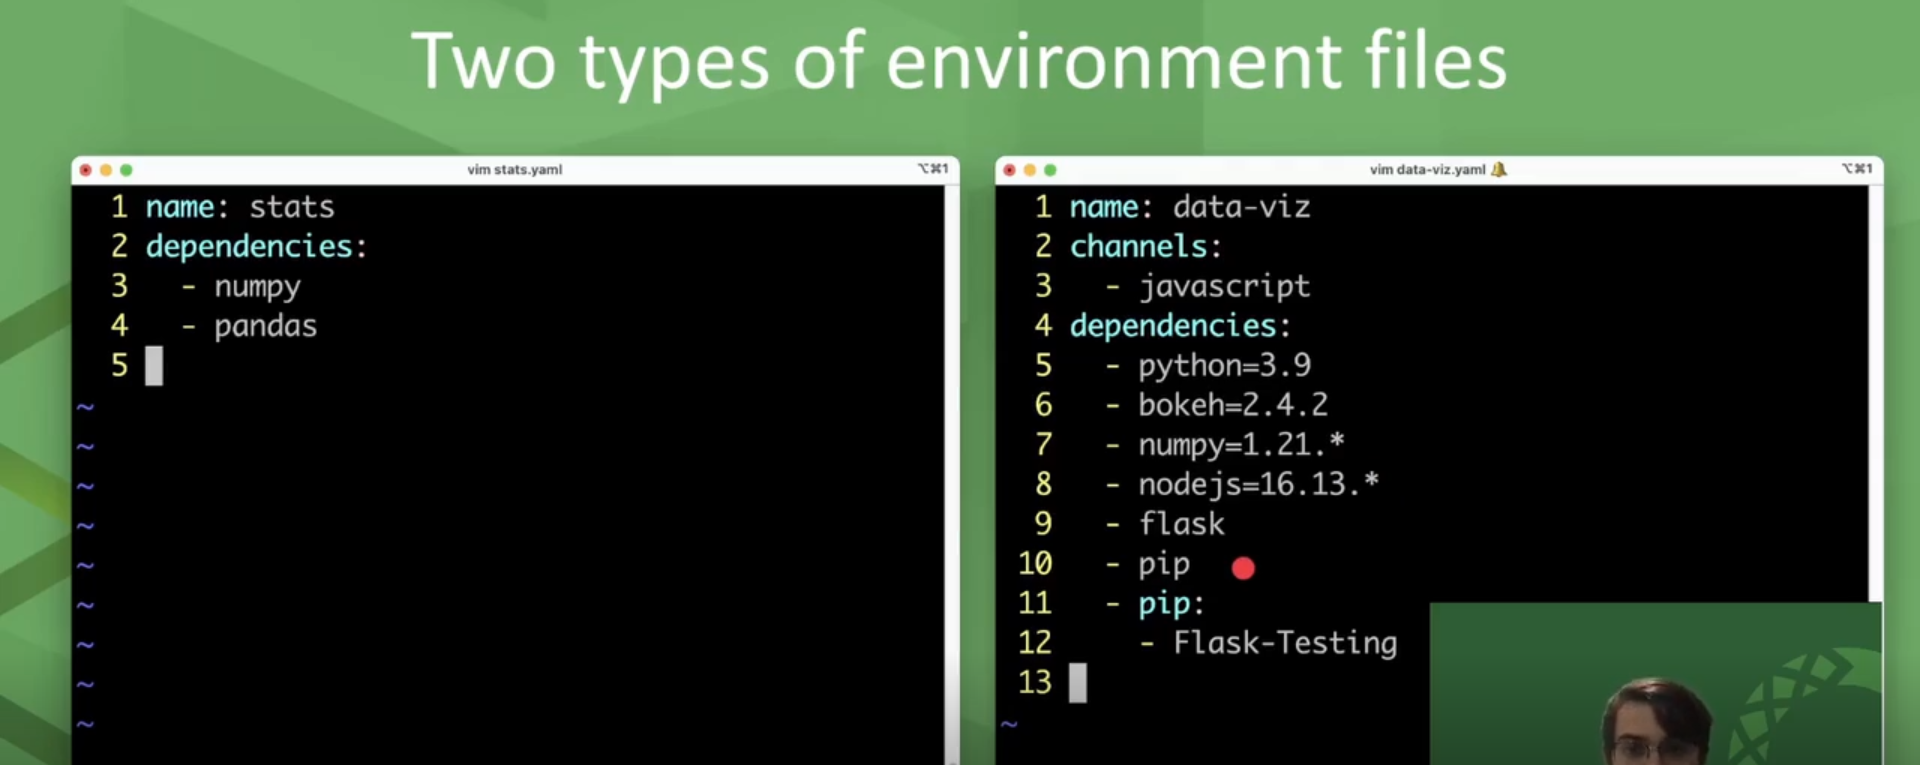 Two types of environment files
vim stats.yaml
⌥⌘1
1 name: stats
2 dependencies:
3   - numpy
4   - pandas
5
~
~
~
~
~
~
~
~
~
vim data-viz.yaml 🔔
⌥⌘1
1 name: data-viz
2 channels:
3   - javascript
4 dependencies:
5   - python=3.9
6   - bokeh=2.4.2
7   - numpy=1.21.*
8   - nodejs=16.13.*
9   - flask
10   - pip
11   - pip:
12     - Flask-Testing
13
~